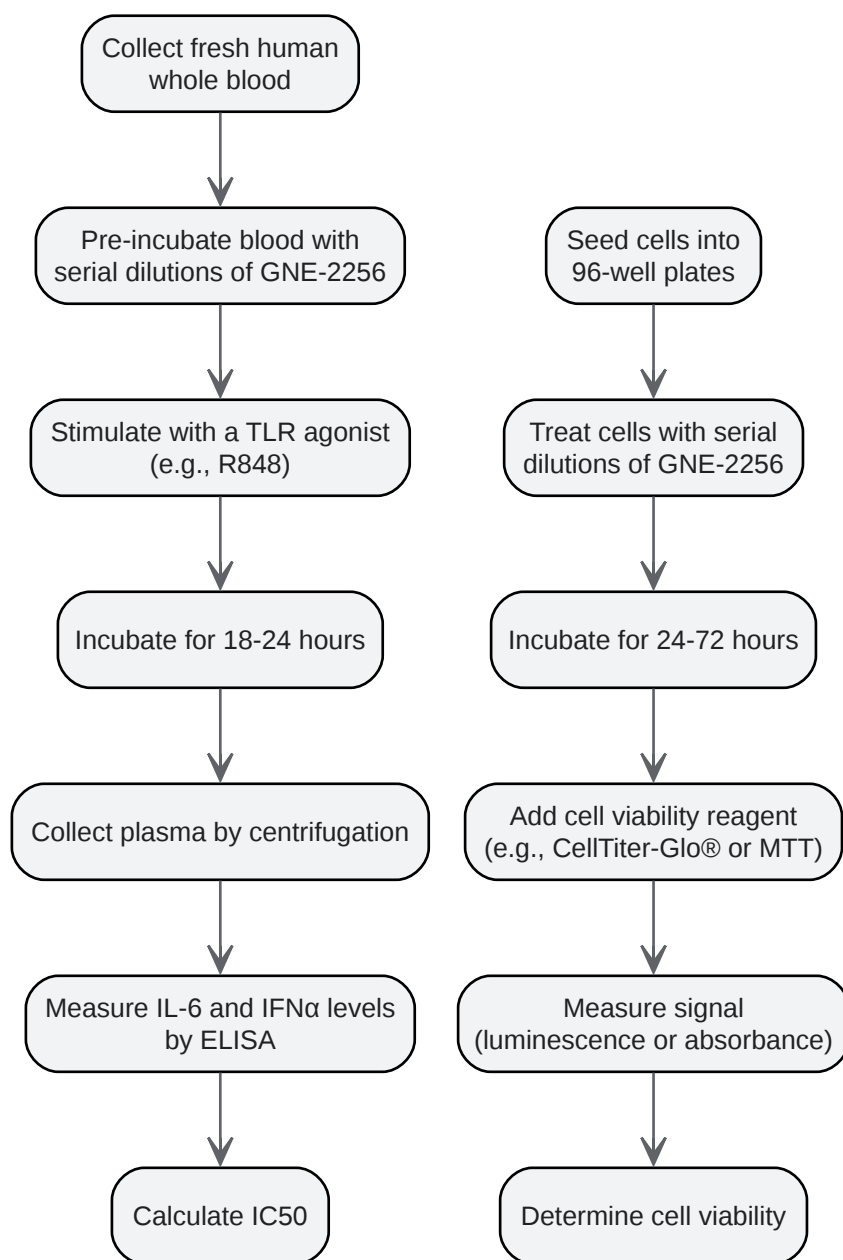 Collect fresh human
whole blood
Pre-incubate blood with
serial dilutions of GNE-2256
Stimulate with a TLR agonist
(e.g., R848)
Incubate for 18-24 hours
Collect plasma by centrifugation
Measure IL-6 and IFNα levels
by ELISA
Calculate IC50
Seed cells into
96-well plates
Treat cells with serial
dilutions of GNE-2256
Incubate for 24-72 hours
Add cell viability reagent
(e.g., CellTiter-Glo® or MTT)
Measure signal
(luminescence or absorbance)
Determine cell viability